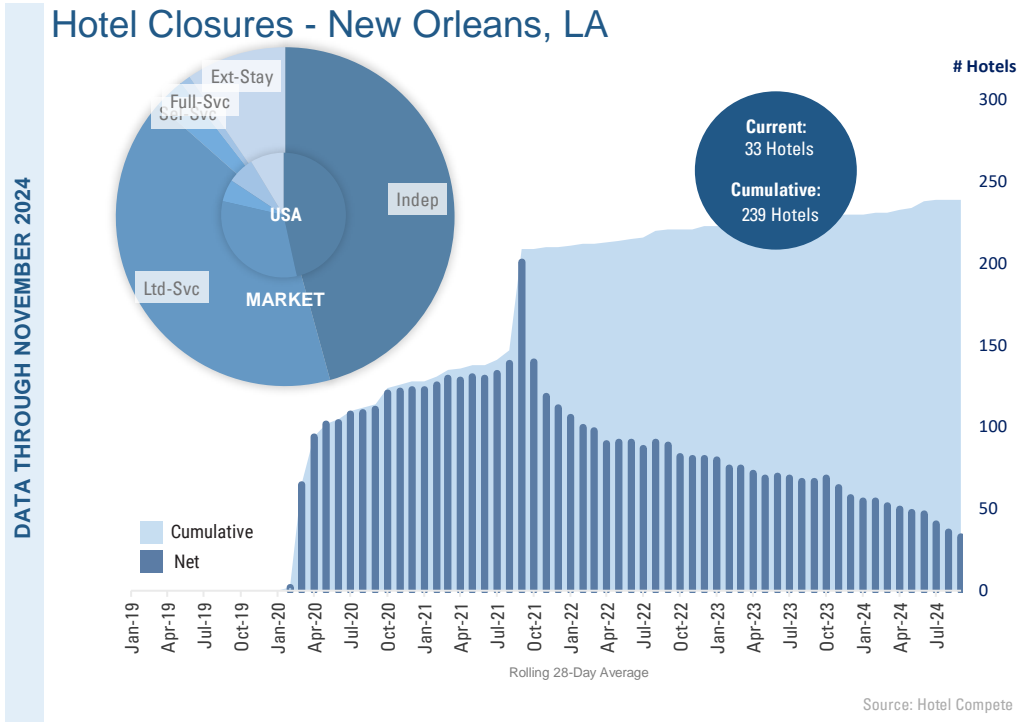 Hotel Closures - New Orleans, LA
DATA THROUGH NOVEMBER 2024
Ext-Stay
Full-Svc
Sel-Svc
Indep
USA
Ltd-Svc
MARKET
Current:
33 Hotels
Cumulative:
239 Hotels
# Hotels
300
250
200
150
100
50
0
Cumulative
Net
Jan-19
Apr-19
Jul-19
Oct-19
Jan-20
Apr-20
Jul-20
Oct-20
Jan-21
Apr-21
Jul-21
Oct-21
Jan-22
Apr-22
Jul-22
Oct-22
Jan-23
Apr-23
Jul-23
Oct-23
Jan-24
Apr-24
Jul-24
Rolling 28-Day Average
Source: Hotel Compete